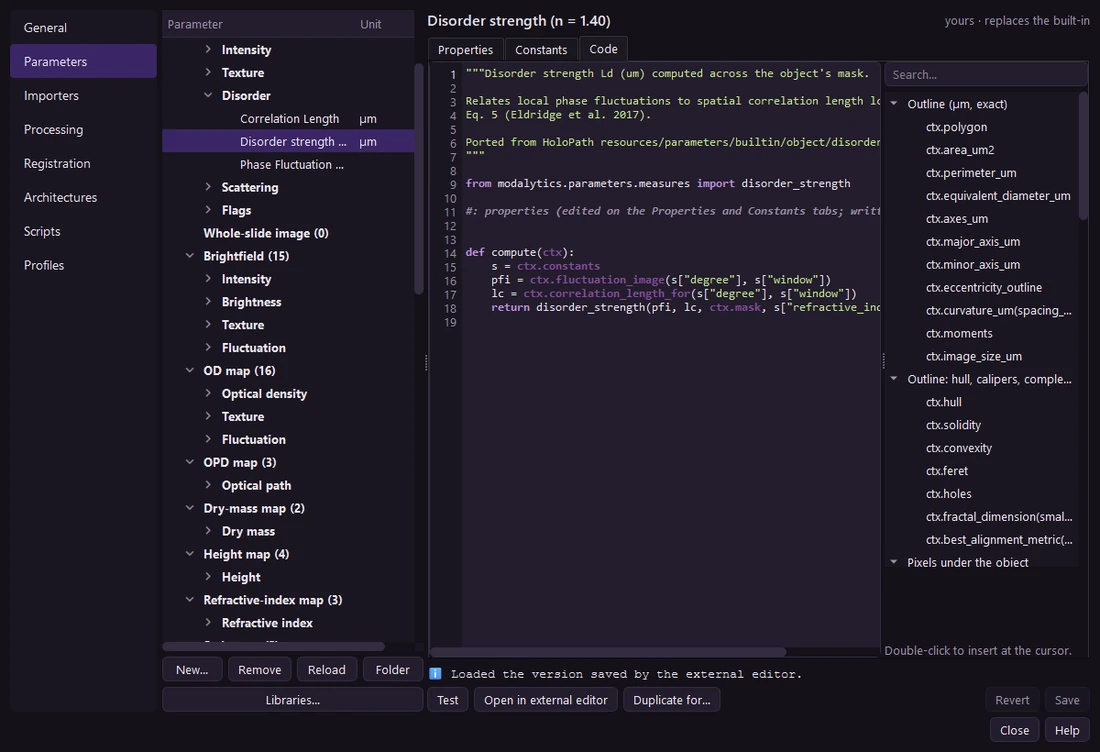 General
Parameters
Importers
Processing
Registration
Architectures
Scripts
Profiles
Parameter Unit
Intensity
Texture
Disorder
Correlation Length µm
Disorder strength ... µm
Phase Fluctuation ...
Scattering
Flags
Whole-slide image (0)
Brightfield (15)
Intensity
Brightness
Texture
Fluctuation
OD map (16)
Optical density
Texture
Fluctuation
OPD map (3)
Optical path
Dry-mass map (2)
Dry mass
Height map (4)
Height
Refractive-index map (3)
Refractive index
New... Remove Reload Folder
Libraries...
Disorder strength (n = 1.40)
yours · replaces the built-in
Properties Constants Code
1 """Disorder strength Ld (um) computed across the object's mask.
2
3 Relates local phase fluctuations to spatial correlation length lc
4 Eq. 5 (Eldridge et al. 2017).
5
6 Ported from HoloPath resources/parameters/builtin/object/disorder
7 """
8
9 from modalytics.parameters.measures import disorder_strength
10
11 #: properties (edited on the Properties and Constants tabs; writt
12
13
14 def compute(ctx):
15 s = ctx.constants
16 pfi = ctx.fluctuation_image(s["degree"], s["window"])
17 lc = ctx.correlation_length_for(s["degree"], s["window"])
18 return disorder_strength(pfi, lc, ctx.mask, s["refractive_ind
19
Search...
Outline (µm, exact)
ctx.polygon
ctx.area_um2
ctx.perimeter_um
ctx.equivalent_diameter_um
ctx.axes_um
ctx.major_axis_um
ctx.minor_axis_um
ctx.eccentricity_outline
ctx.curvature_um(spacing_...
ctx.moments
ctx.image_size_um
Outline: hull, calipers, comple...
ctx.hull
ctx.solidity
ctx.convexity
ctx.feret
ctx.holes
ctx.fractal_dimension(smal...
ctx.best_alignment_metric(...
Pixels under the object
Double-click to insert at the cursor.
Loaded the version saved by the external editor.
Test Open in external editor Duplicate for... Revert Save
Close Help